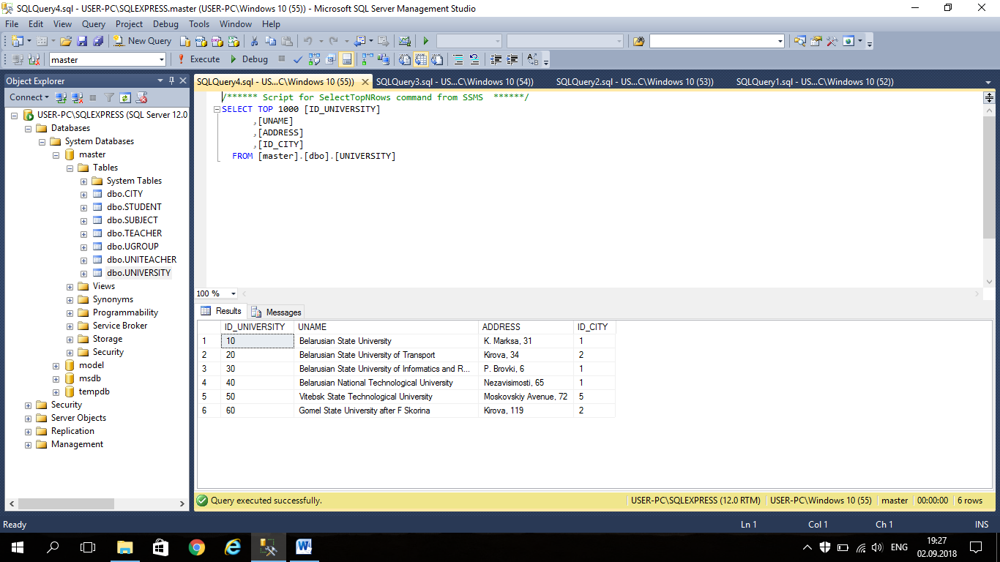 SQLQuery4.sql - USER-PC\SQLEXPRESS.master (USER-PC\Windows 10 (55)) - Microsoft SQL Server Management Studio
File Edit View Query Project Debug Tools Window Help
New Query
master Execute Debug
Object Explorer
Connect
USER-PC\SQLEXPRESS (SQL Server 12.0
Databases
System Databases
master
Tables
System Tables
dbo.CITY
dbo.STUDENT
dbo.SUBJECT
dbo.TEACHER
dbo.UGROUP
dbo.UNITEACHER
dbo.UNIVERSITY
Views
Synonyms
Programmability
Service Broker
Storage
Security
model
msdb
tempdb
Security
Server Objects
Replication
Management
SQLQuery4.sql - US...C\Windows 10 (55)) SQLQuery3.sql - US...C\Windows 10 (54)) SQLQuery2.sql - US...C\Windows 10 (53)) SQLQuery1.sql - US...C\Windows 10 (52))
/****** Script for SelectTopNRows command from SSMS ******/
SELECT TOP 1000 [ID_UNIVERSITY]
,[UNAME]
,[ADDRESS]
,[ID_CITY]
FROM [master].[dbo].[UNIVERSITY]
100 %
Results Messages
ID_UNIVERSITY UNAME ADDRESS ID_CITY
1 10 Belarusian State University K. Marksa, 31 1
2 20 Belarusian State University of Transport Kirova, 34 2
3 30 Belarusian State University of Informatics and R... P. Brovki, 6 1
4 40 Belarusian National Technological University Nezavisimosti, 65 1
5 50 Vitebsk State Technological University Moskovskiy Avenue, 72 5
6 60 Gomel State University after F Skorina Kirova, 119 2
Query executed successfully. USER-PC\SQLEXPRESS (12.0 RTM) USER-PC\Windows 10 (55) master 00:00:00 6 rows
Ready Ln 1 Col 1 Ch 1 INS
ENG 19:27
02.09.2018